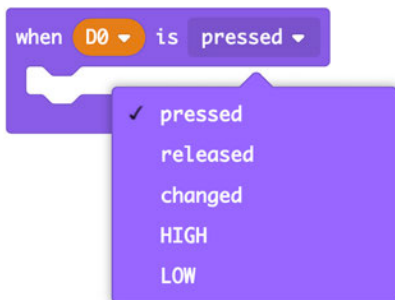 when D0 is pressed
✓ pressed
released
changed
HIGH
LOW